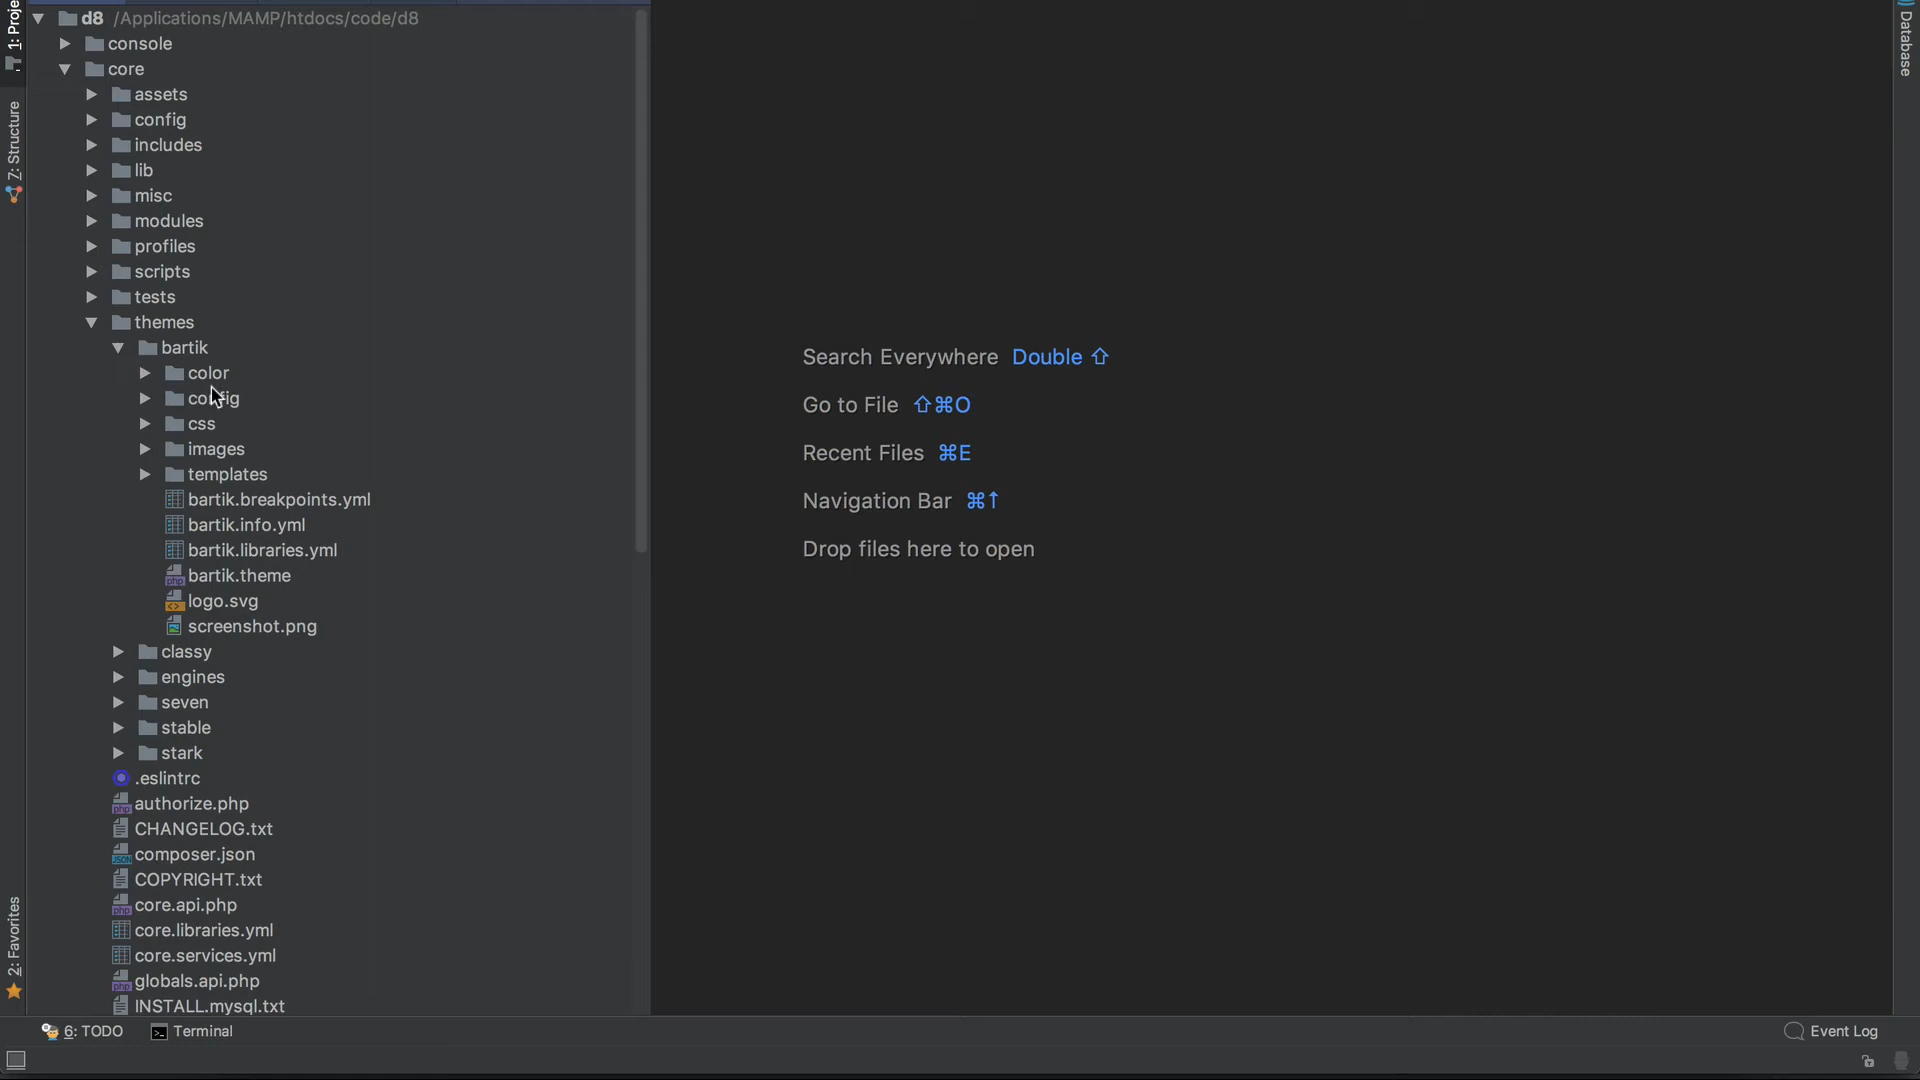 d8 /Applications/MAMP/htdocs/code/d8
console
core
assets
config
includes
lib
misc
modules
profiles
scripts
tests
themes
bartik
color
config
css
images
templates
bartik.breakpoints.yml
bartik.info.yml
bartik.libraries.yml
bartik.theme
logo.svg
screenshot.png
classy
engines
seven
stable
stark
.eslintrc
authorize.php
CHANGELOG.txt
composer.json
COPYRIGHT.txt
core.api.php
core.libraries.yml
core.services.yml
globals.api.php
INSTALL.mysql.txt
1: Proje
7: Structure
2: Favorites
Search Everywhere Double ⇧
Go to File ⇧⌘O
Recent Files ⌘E
Navigation Bar ⌘↑
Drop files here to open
Database
6: TODO
Terminal
Event Log